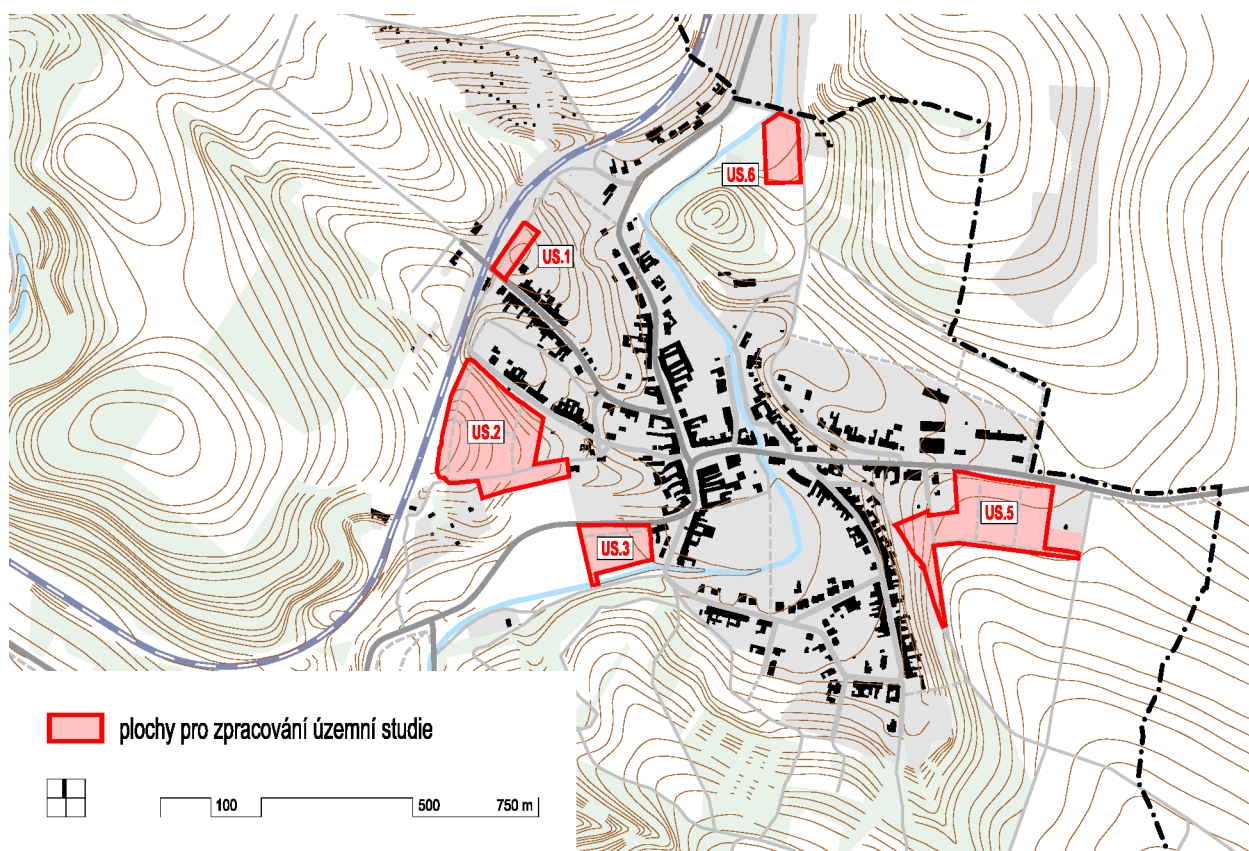 US.6
US.1
US.2
US.5
US.3
plochy pro zpracování územní studie
100 500 750 m